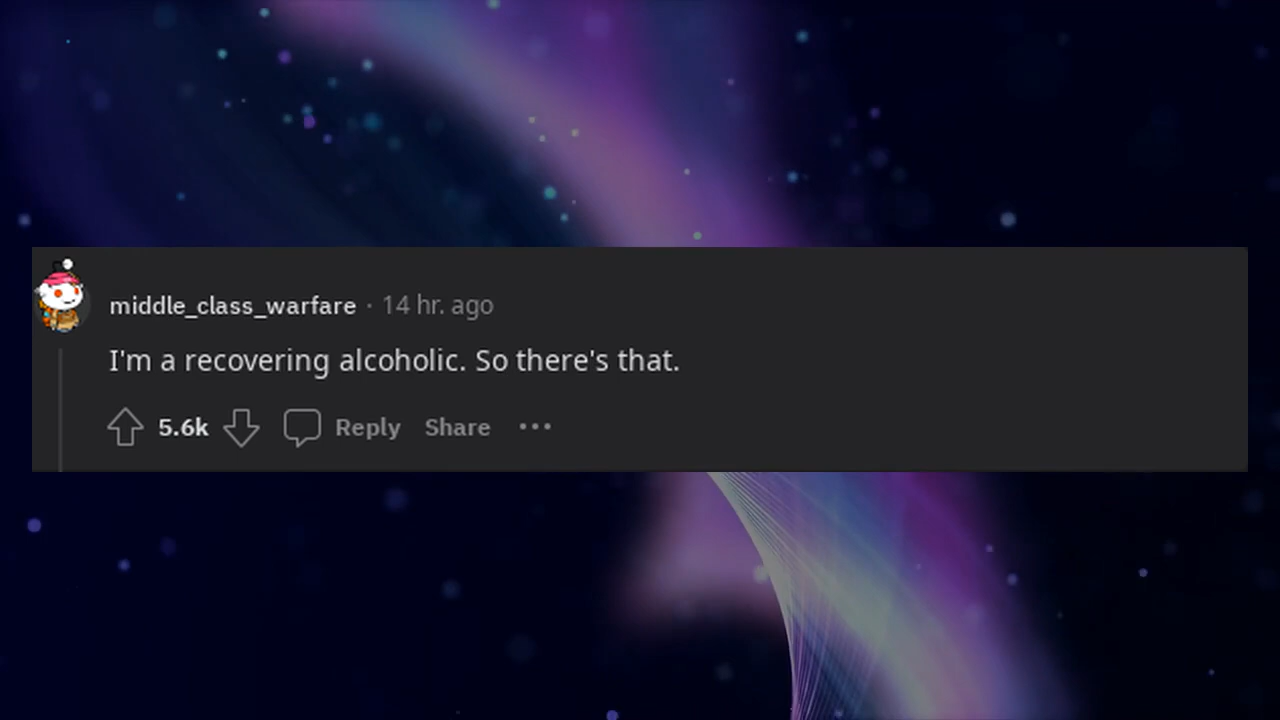 middle_class_warfare · 14 hr. ago
I'm a recovering alcoholic. So there's that.
5.6k Reply Share •••